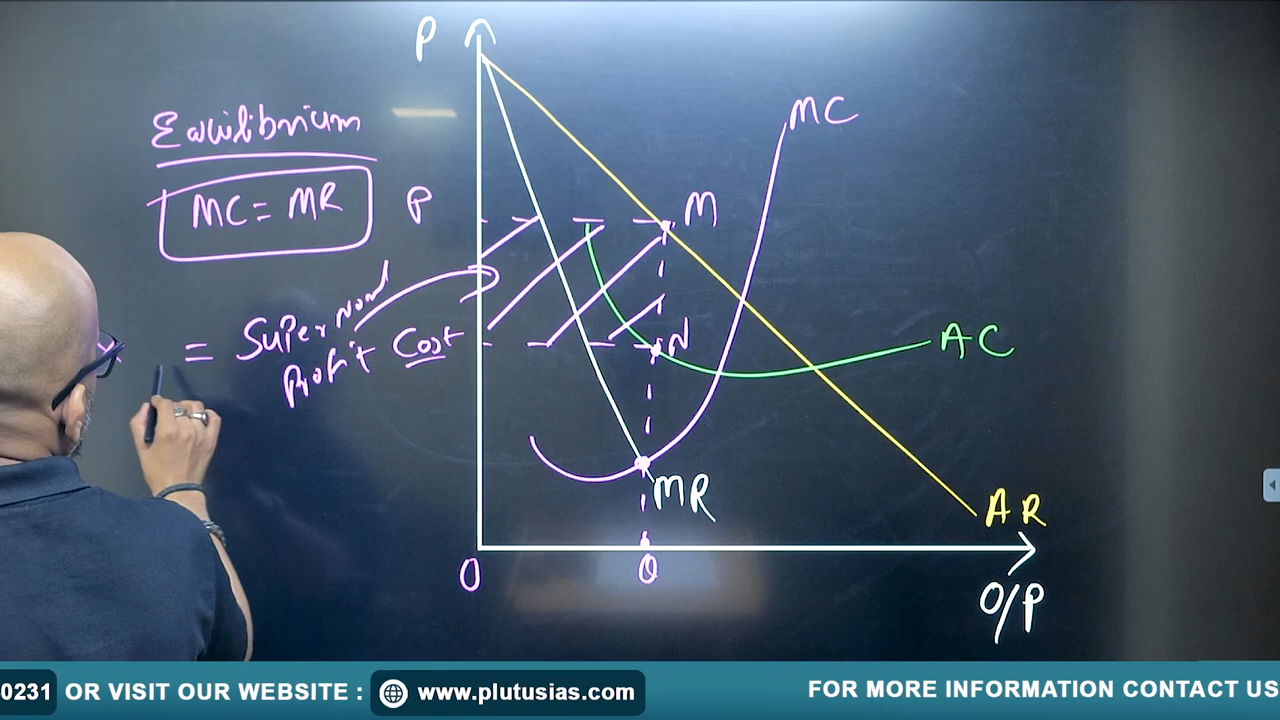 P
MC
Equilibrium
MC = MR
P
M
= Super
Profit
Cost
N
AC
MR
AR
O
Q
O/P
0231 OR VISIT OUR WEBSITE :
www.plutusias.com
FOR MORE INFORMATION CONTACT US